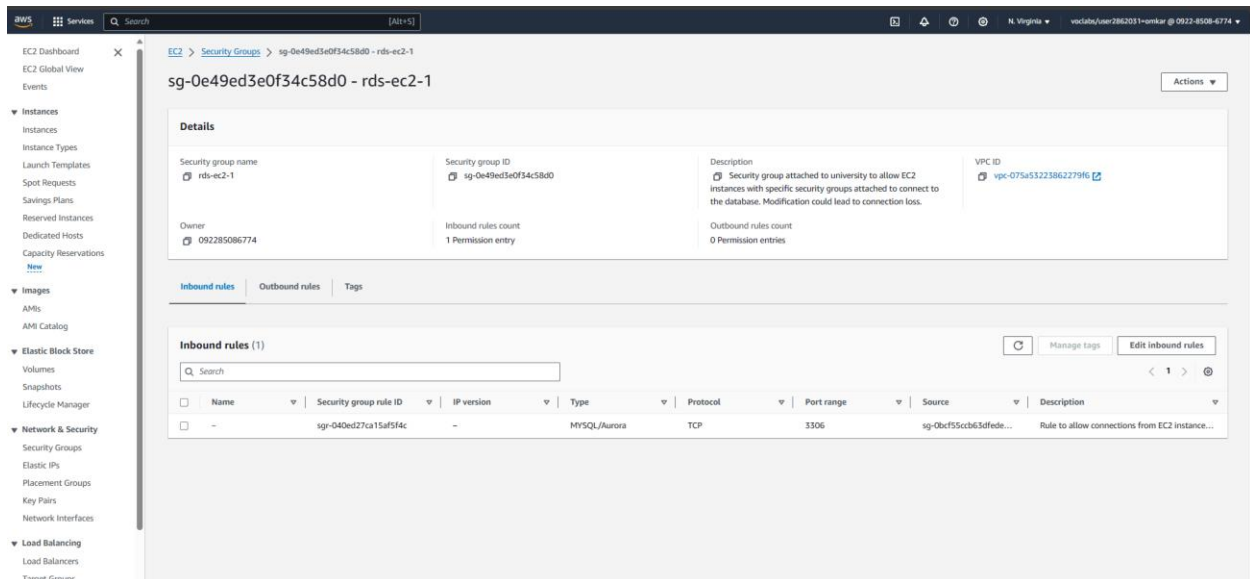 aws Services Search [Alt+S] N. Virginia voclabs/user2862031=omkar @ 0922-8508-6774
EC2 Dashboard
EC2 Global View
Events
Instances
Instances
Instance Types
Launch Templates
Spot Requests
Savings Plans
Reserved Instances
Dedicated Hosts
Capacity Reservations
New
Images
AMIs
AMI Catalog
Elastic Block Store
Volumes
Snapshots
Lifecycle Manager
Network & Security
Security Groups
Elastic IPs
Placement Groups
Key Pairs
Network Interfaces
Load Balancing
Load Balancers
Target Groups
EC2 > Security Groups > sg-0e49ed3e0f34c58d0 - rds-ec2-1
sg-0e49ed3e0f34c58d0 - rds-ec2-1 Actions
Details
Security group name
rds-ec2-1
Security group ID
sg-0e49ed3e0f34c58d0
Description
Security group attached to university to allow EC2
instances with specific security groups attached to connect to
the database. Modification could lead to connection loss.
VPC ID
vpc-075a53223862279f6
Owner
092285086774
Inbound rules count
1 Permission entry
Outbound rules count
0 Permission entries
Inbound rules Outbound rules Tags
Inbound rules (1) Manage tags Edit inbound rules
Search < 1 >
Name Security group rule ID IP version Type Protocol Port range Source Description
– sgr-040ed27ca15af5f4c – MYSQL/Aurora TCP 3306 sg-0bcf55ccb63dfede... Rule to allow connections from EC2 instance...